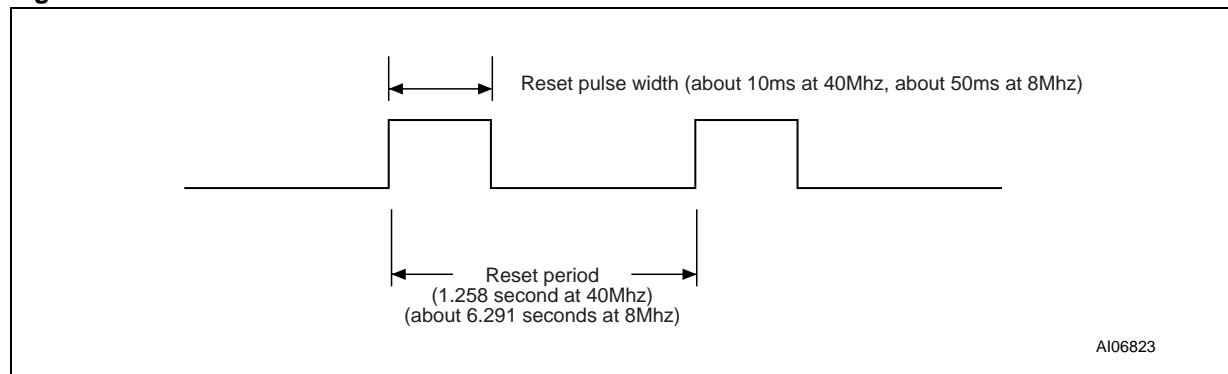 Reset pulse width (about 10ms at 40Mhz, about 50ms at 8Mhz)
Reset period
(1.258 second at 40Mhz)
(about 6.291 seconds at 8Mhz)
AI06823